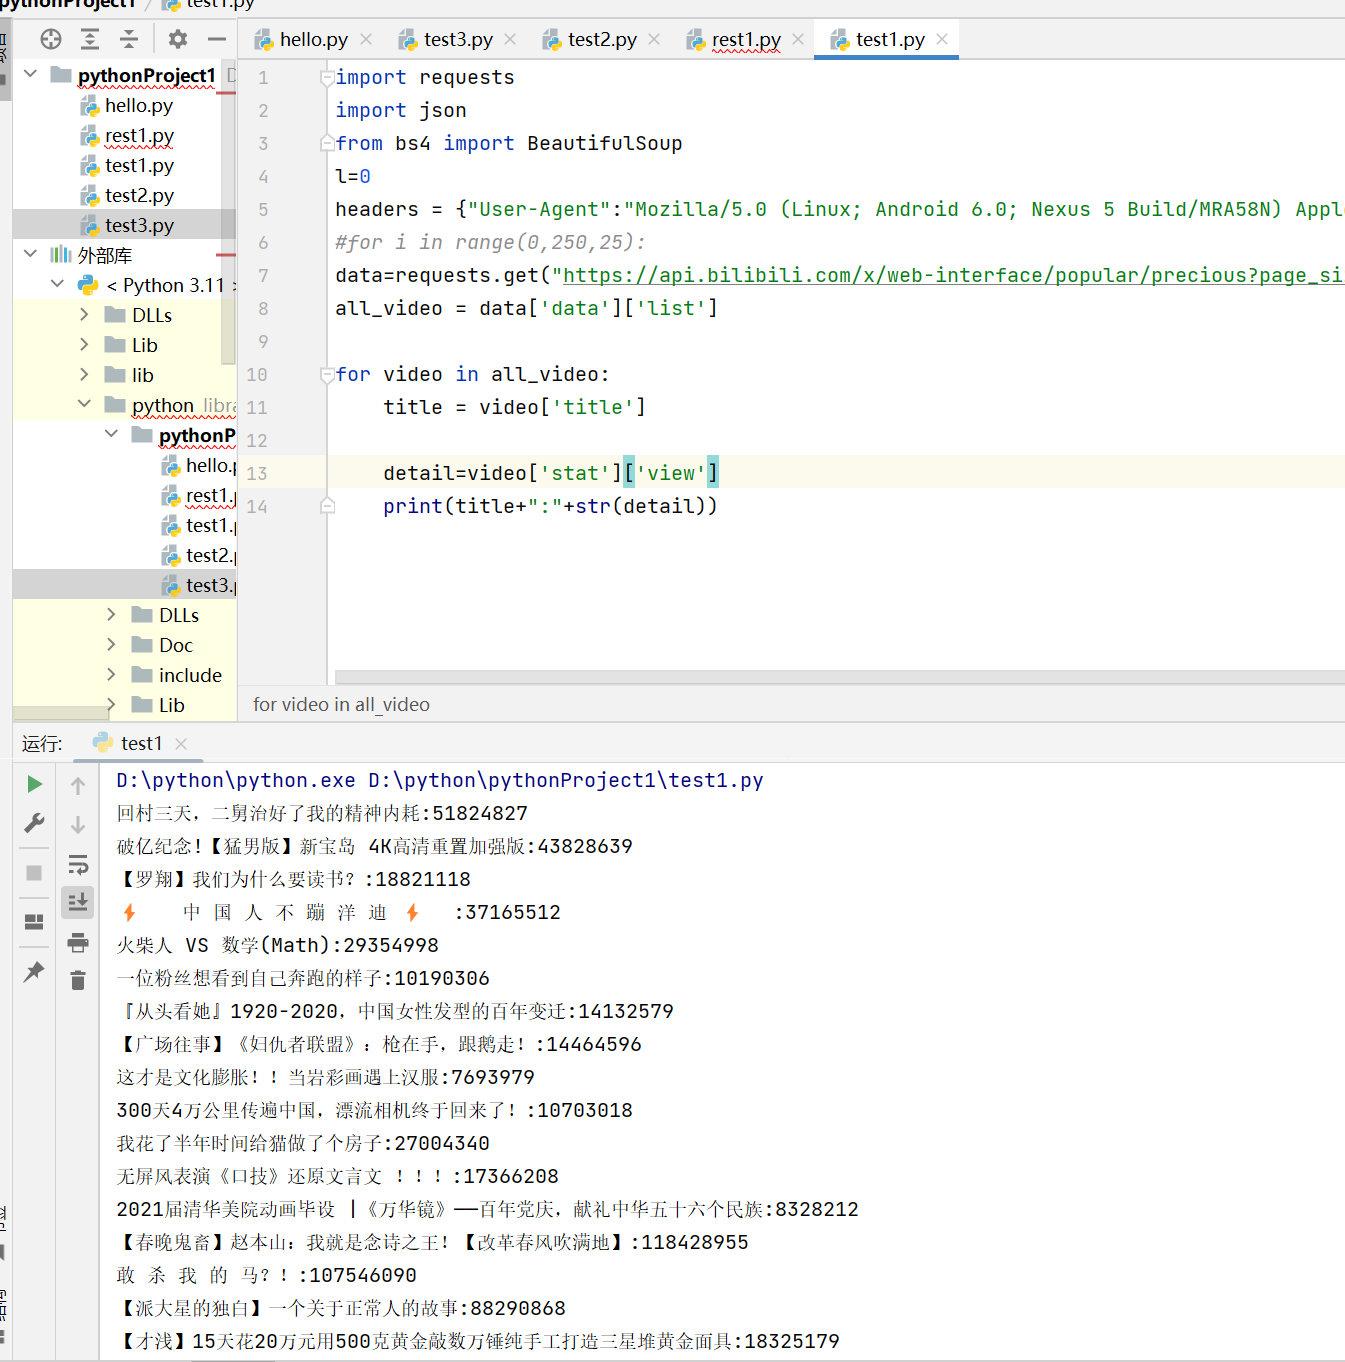 pythonProject1 / test1.py
hello.py
test3.py
test2.py
rest1.py
test1.py
pythonProject1
hello.py
rest1.py
test1.py
test2.py
test3.py
外部库
< Python 3.11
DLLs
Lib
lib
python
hello.
rest1.
test1.
test2.
test3.
DLLs
Doc
include
Lib
1 import requests
2 import json
3 from bs4 import BeautifulSoup
4 l=0
5 headers = {"User-Agent":"Mozilla/5.0 (Linux; Android 6.0; Nexus 5 Build/MRA58N) Appl
6 #for i in range(0,250,25):
7 data=requests.get("https://api.bilibili.com/x/web-interface/popular/precious?page_si
8 all_video = data['data']['list']
9
10 for video in all_video:
11 title = video['title']
12
13 detail=video['stat']['view']
14 print(title+":"+str(detail))
for video in all_video
运行: test1
D:\python\python.exe D:\python\pythonProject1\test1.py
回村三天，二舅治好了我的精神内耗:51824827
破亿纪念!【猛男版】新宝岛 4K高清重置加强版:43828639
【罗翔】我们为什么要读书？:18821118
⚡ 中 国 人 不 蹦 洋 迪 ⚡ :37165512
火柴人 VS 数学(Math):29354998
一位粉丝想看到自己奔跑的样子:10190306
『从头看她』1920-2020，中国女性发型的百年变迁:14132579
【广场往事】《妇仇者联盟》：枪在手，跟鹅走！:14464596
这才是文化膨胀！！当岩彩画遇上汉服:7693979
300天4万公里传遍中国，漂流相机终于回来了！:10703018
我花了半年时间给猫做了个房子:27004340
无屏风表演《口技》还原文言文 ！！！:17366208
2021届清华美院动画毕设 |《万华镜》——百年党庆，献礼中华五十六个民族:8328212
【春晚鬼畜】赵本山：我就是念诗之王！【改革春风吹满地】:118428955
敢 杀 我 的 马？！:107546090
【派大星的独白】一个关于正常人的故事:88290868
【才浅】15天花20万元用500克黄金敲数万锤纯手工打造三星堆黄金面具:18325179